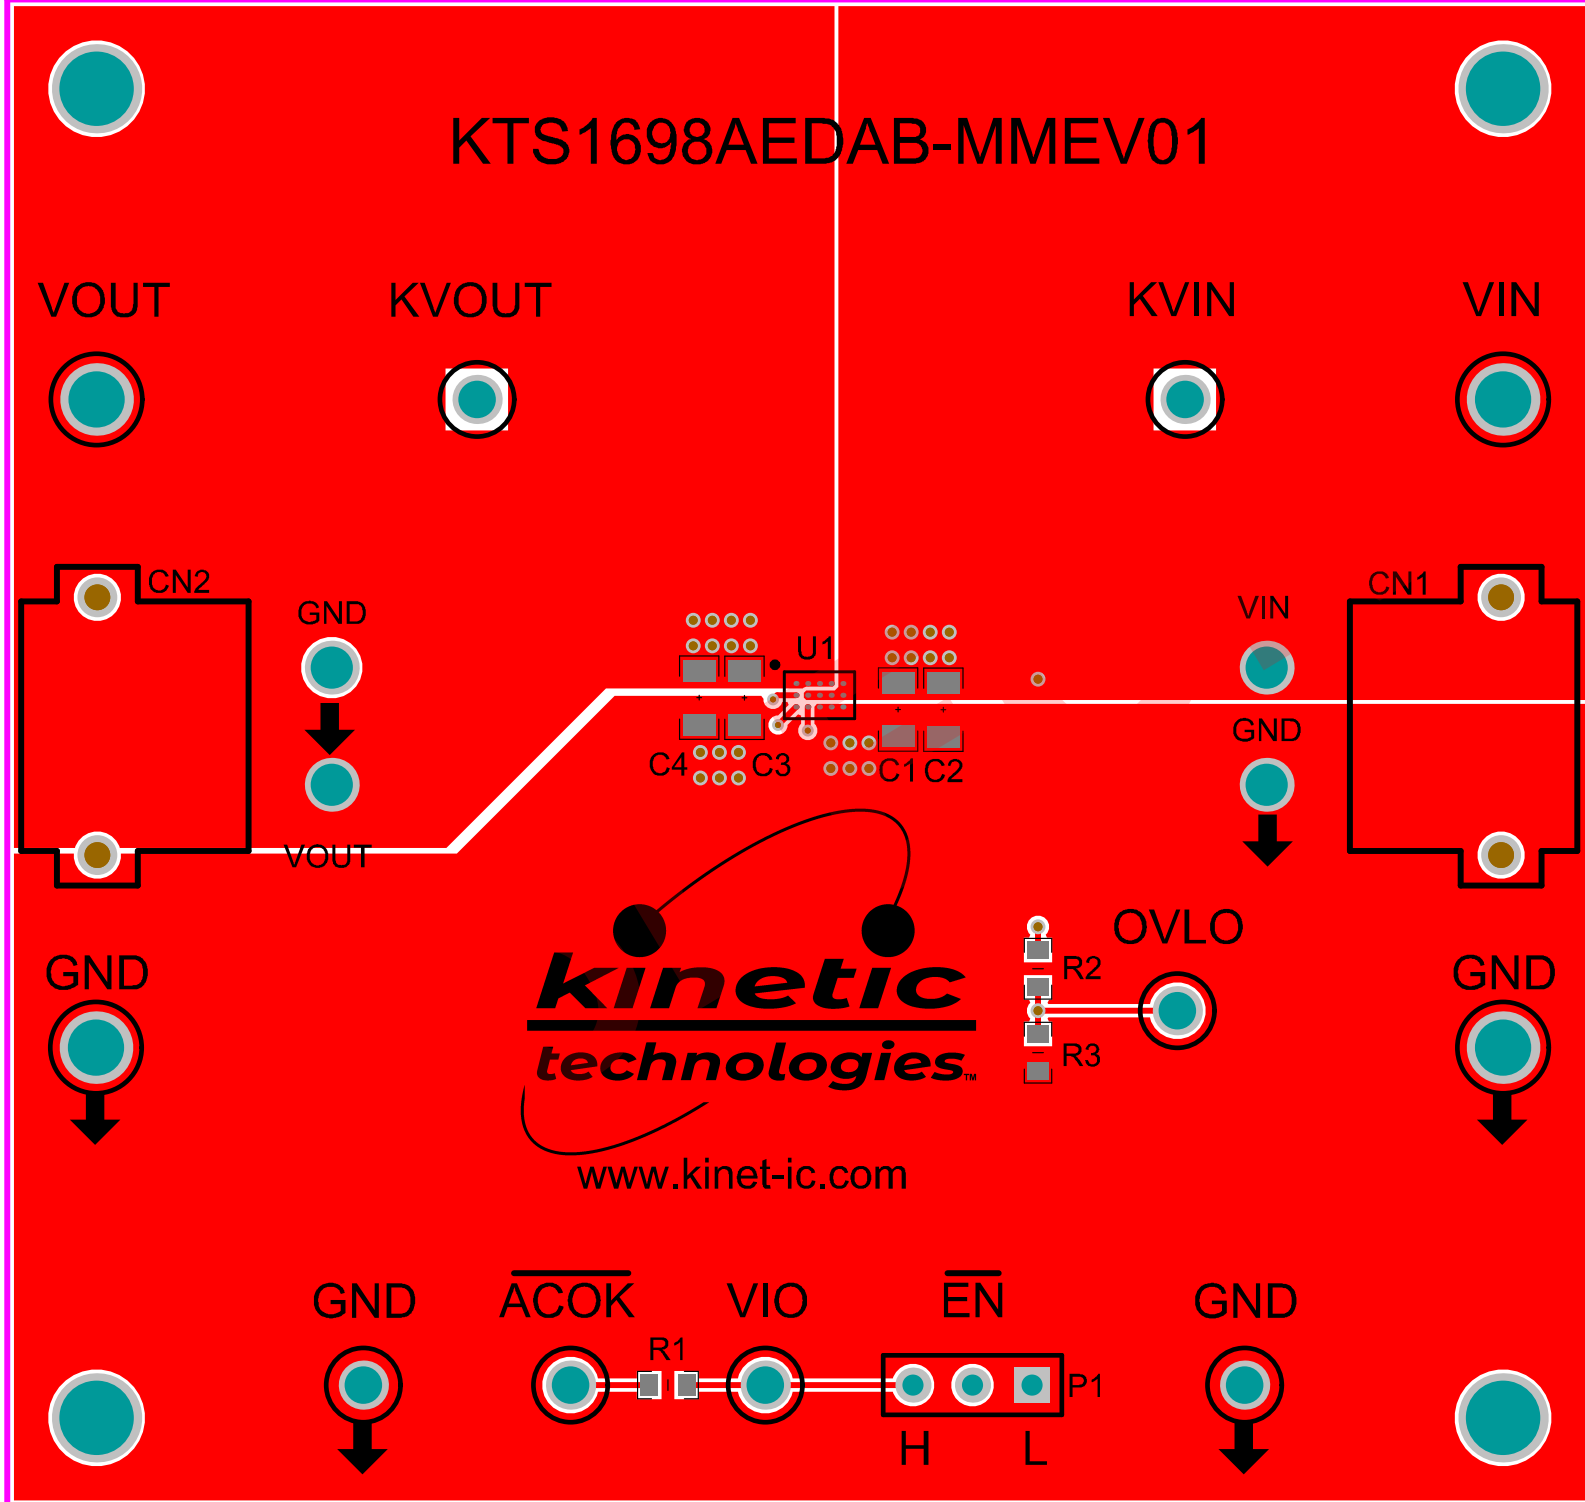 KTS1698AEDAB-MMEV01
VOUT
KVOUT
KVIN
VIN
CN2
GND
VOUT
U1
C4
C3
C1
C2
VIN
GND
CN1
GND
kinetic
technologies™
www.kinet-ic.com
R2
R3
OVLO
GND
GND
ACOK
R1
VIO
EN
P1
H
L
GND